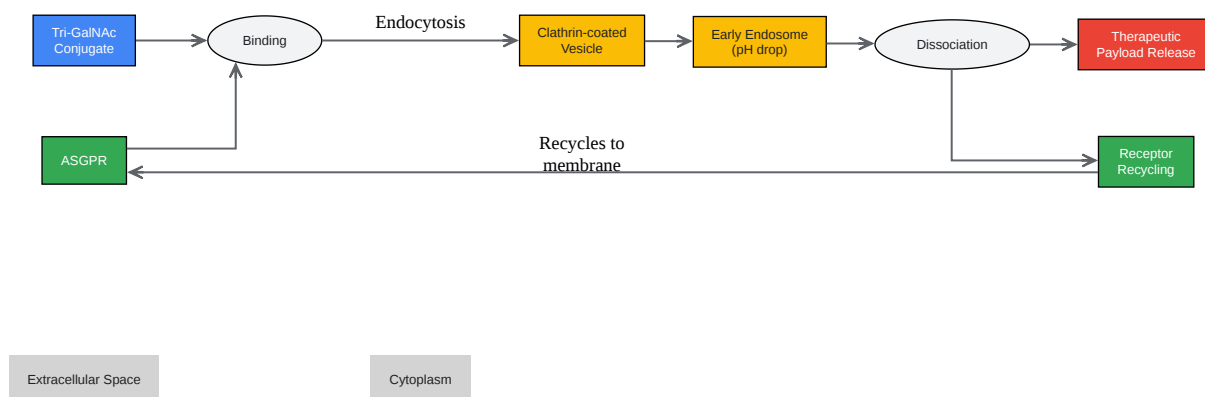 Tri-GalNAc
Conjugate
Binding
Endocytosis
Clathrin-coated
Vesicle
Early Endosome
(pH drop)
Dissociation
Therapeutic
Payload Release
ASGPR
Recycles to
membrane
Receptor
Recycling
Extracellular Space
Cytoplasm